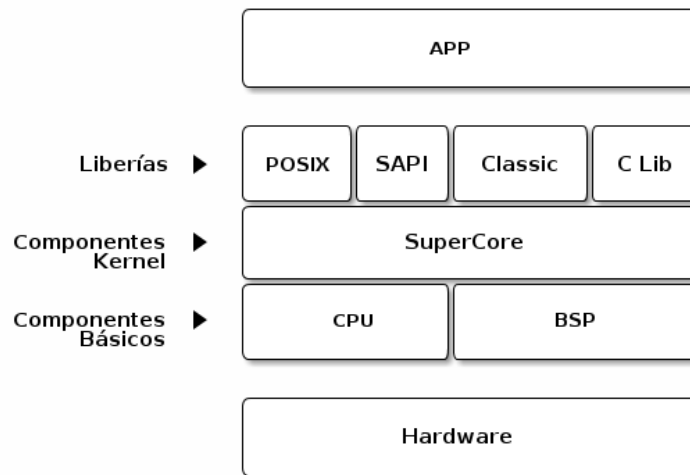 APP
Liberías
POSIX
SAPI
Classic
C Lib
Componentes
Kernel
SuperCore
Componentes
Básicos
CPU
BSP
Hardware